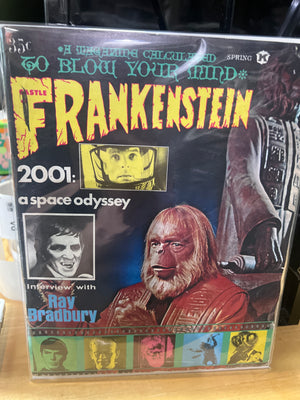 35¢
*A MAGAZINE CALCULATED
SPRING
TO BLOW YOUR MIND*
CASTLE
FRANKENSTEIN
2001:
a space odyssey
Interview with
Ray
Bradbury